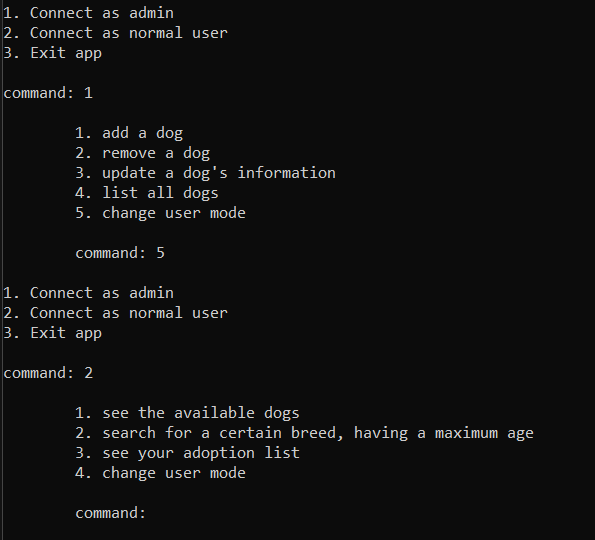 1. Connect as admin
2. Connect as normal user
3. Exit app
command: 1
1. add a dog
2. remove a dog
3. update a dog's information
4. list all dogs
5. change user mode
command: 5
1. Connect as admin
2. Connect as normal user
3. Exit app
command: 2
1. see the available dogs
2. search for a certain breed, having a maximum age
3. see your adoption list
4. change user mode
command: